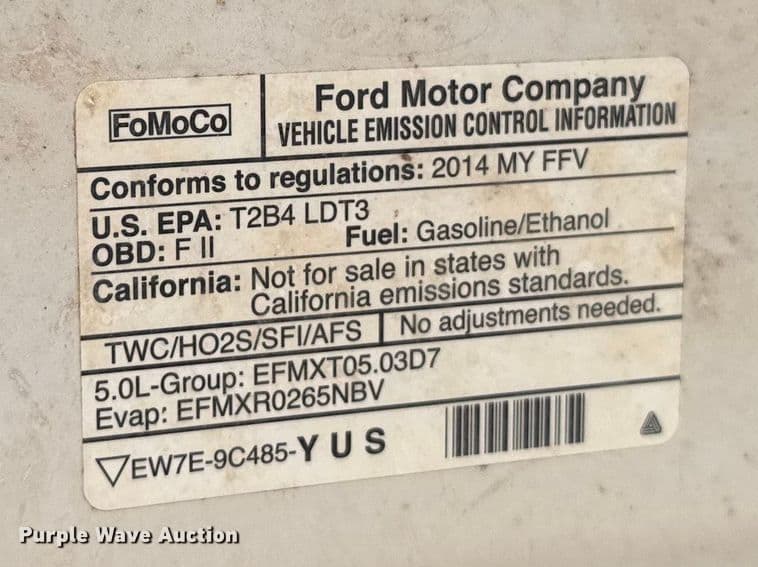 FoMoCo
Ford Motor Company
VEHICLE EMISSION CONTROL INFORMATION
Conforms to regulations: 2014 MY FFV
U.S. EPA: T2B4 LDT3
OBD: F II Fuel: Gasoline/Ethanol
California: Not for sale in states with
California emissions standards.
TWC/HO2S/SFI/AFS No adjustments needed.
5.0L-Group: EFMXT05.03D7
Evap: EFMXR0265NBV
EW7E-9C485-YUS
Purple Wave Auction